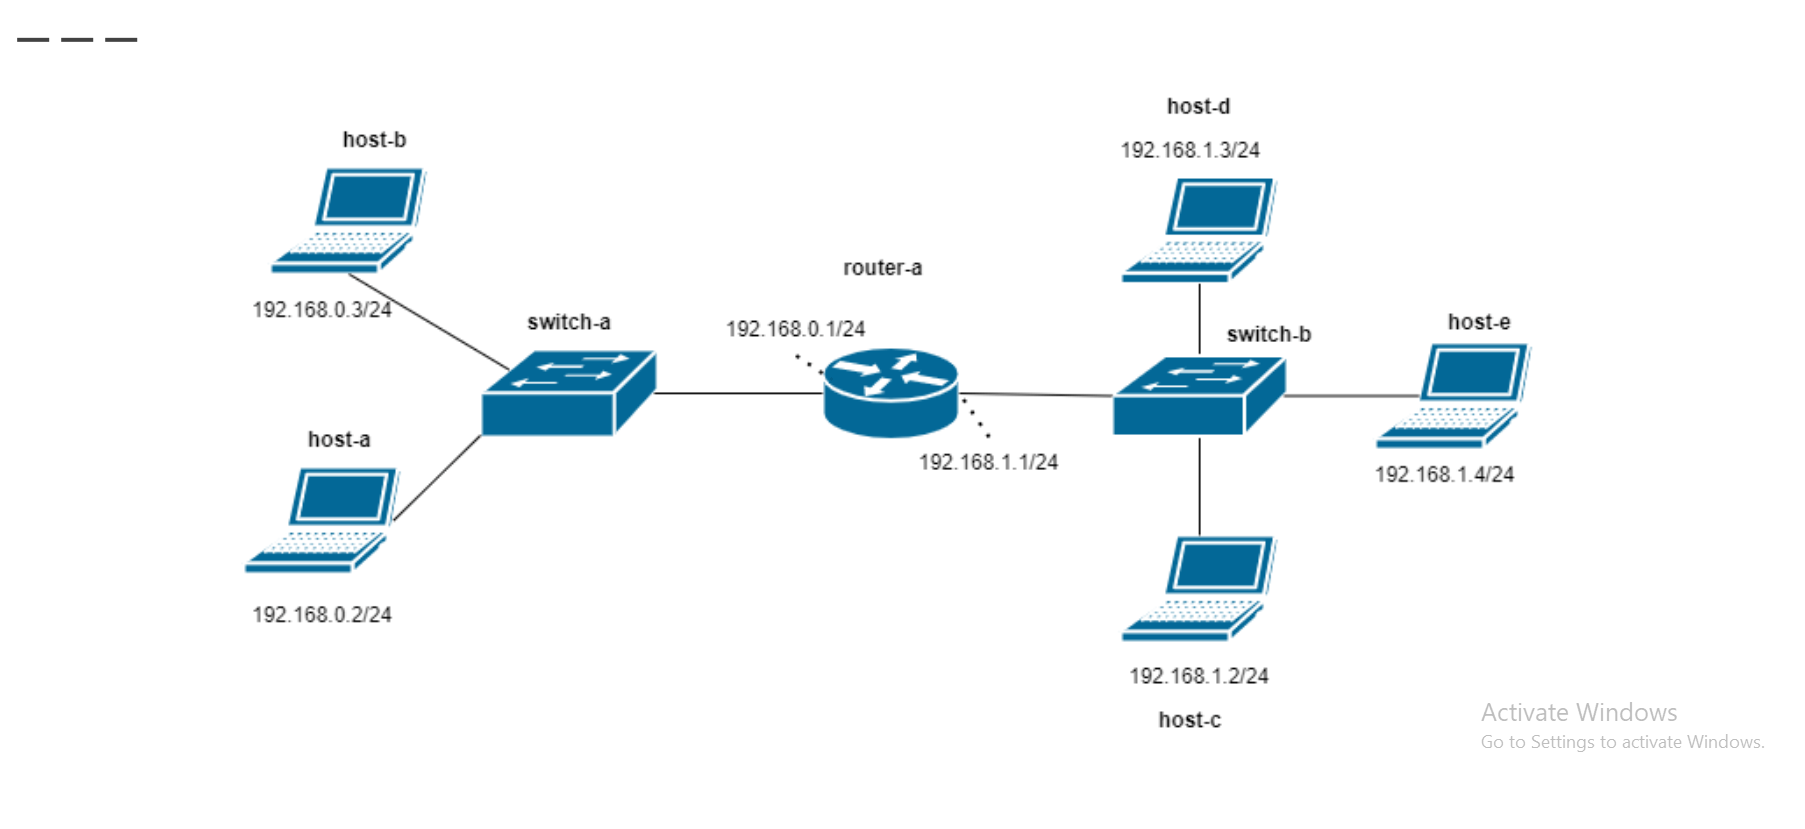 host-d
192.168.1.3/24
host-b
router-a
192.168.0.3/24
switch-a
192.168.0.1/24
switch-b
host-e
host-a
192.168.1.1/24
192.168.1.4/24
192.168.0.2/24
192.168.1.2/24
host-c
Activate Windows
Go to Settings to activate Windows.